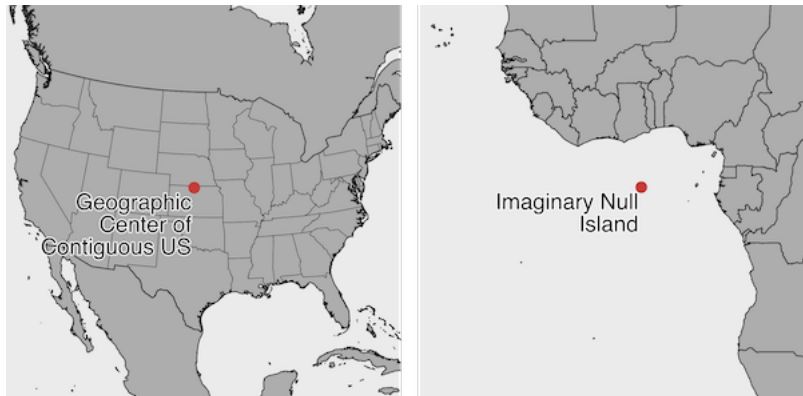 Geographic
Center of
Contiguous US
Imaginary Null
Island